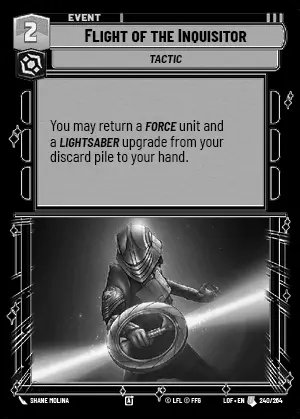 EVENT
2
FLIGHT OF THE INQUISITOR
TACTIC
You may return a FORCE unit and
a LIGHTSABER upgrade from your
discard pile to your hand.
SHANE MOLINA
© LFL © FFG
LOF • EN
240/264